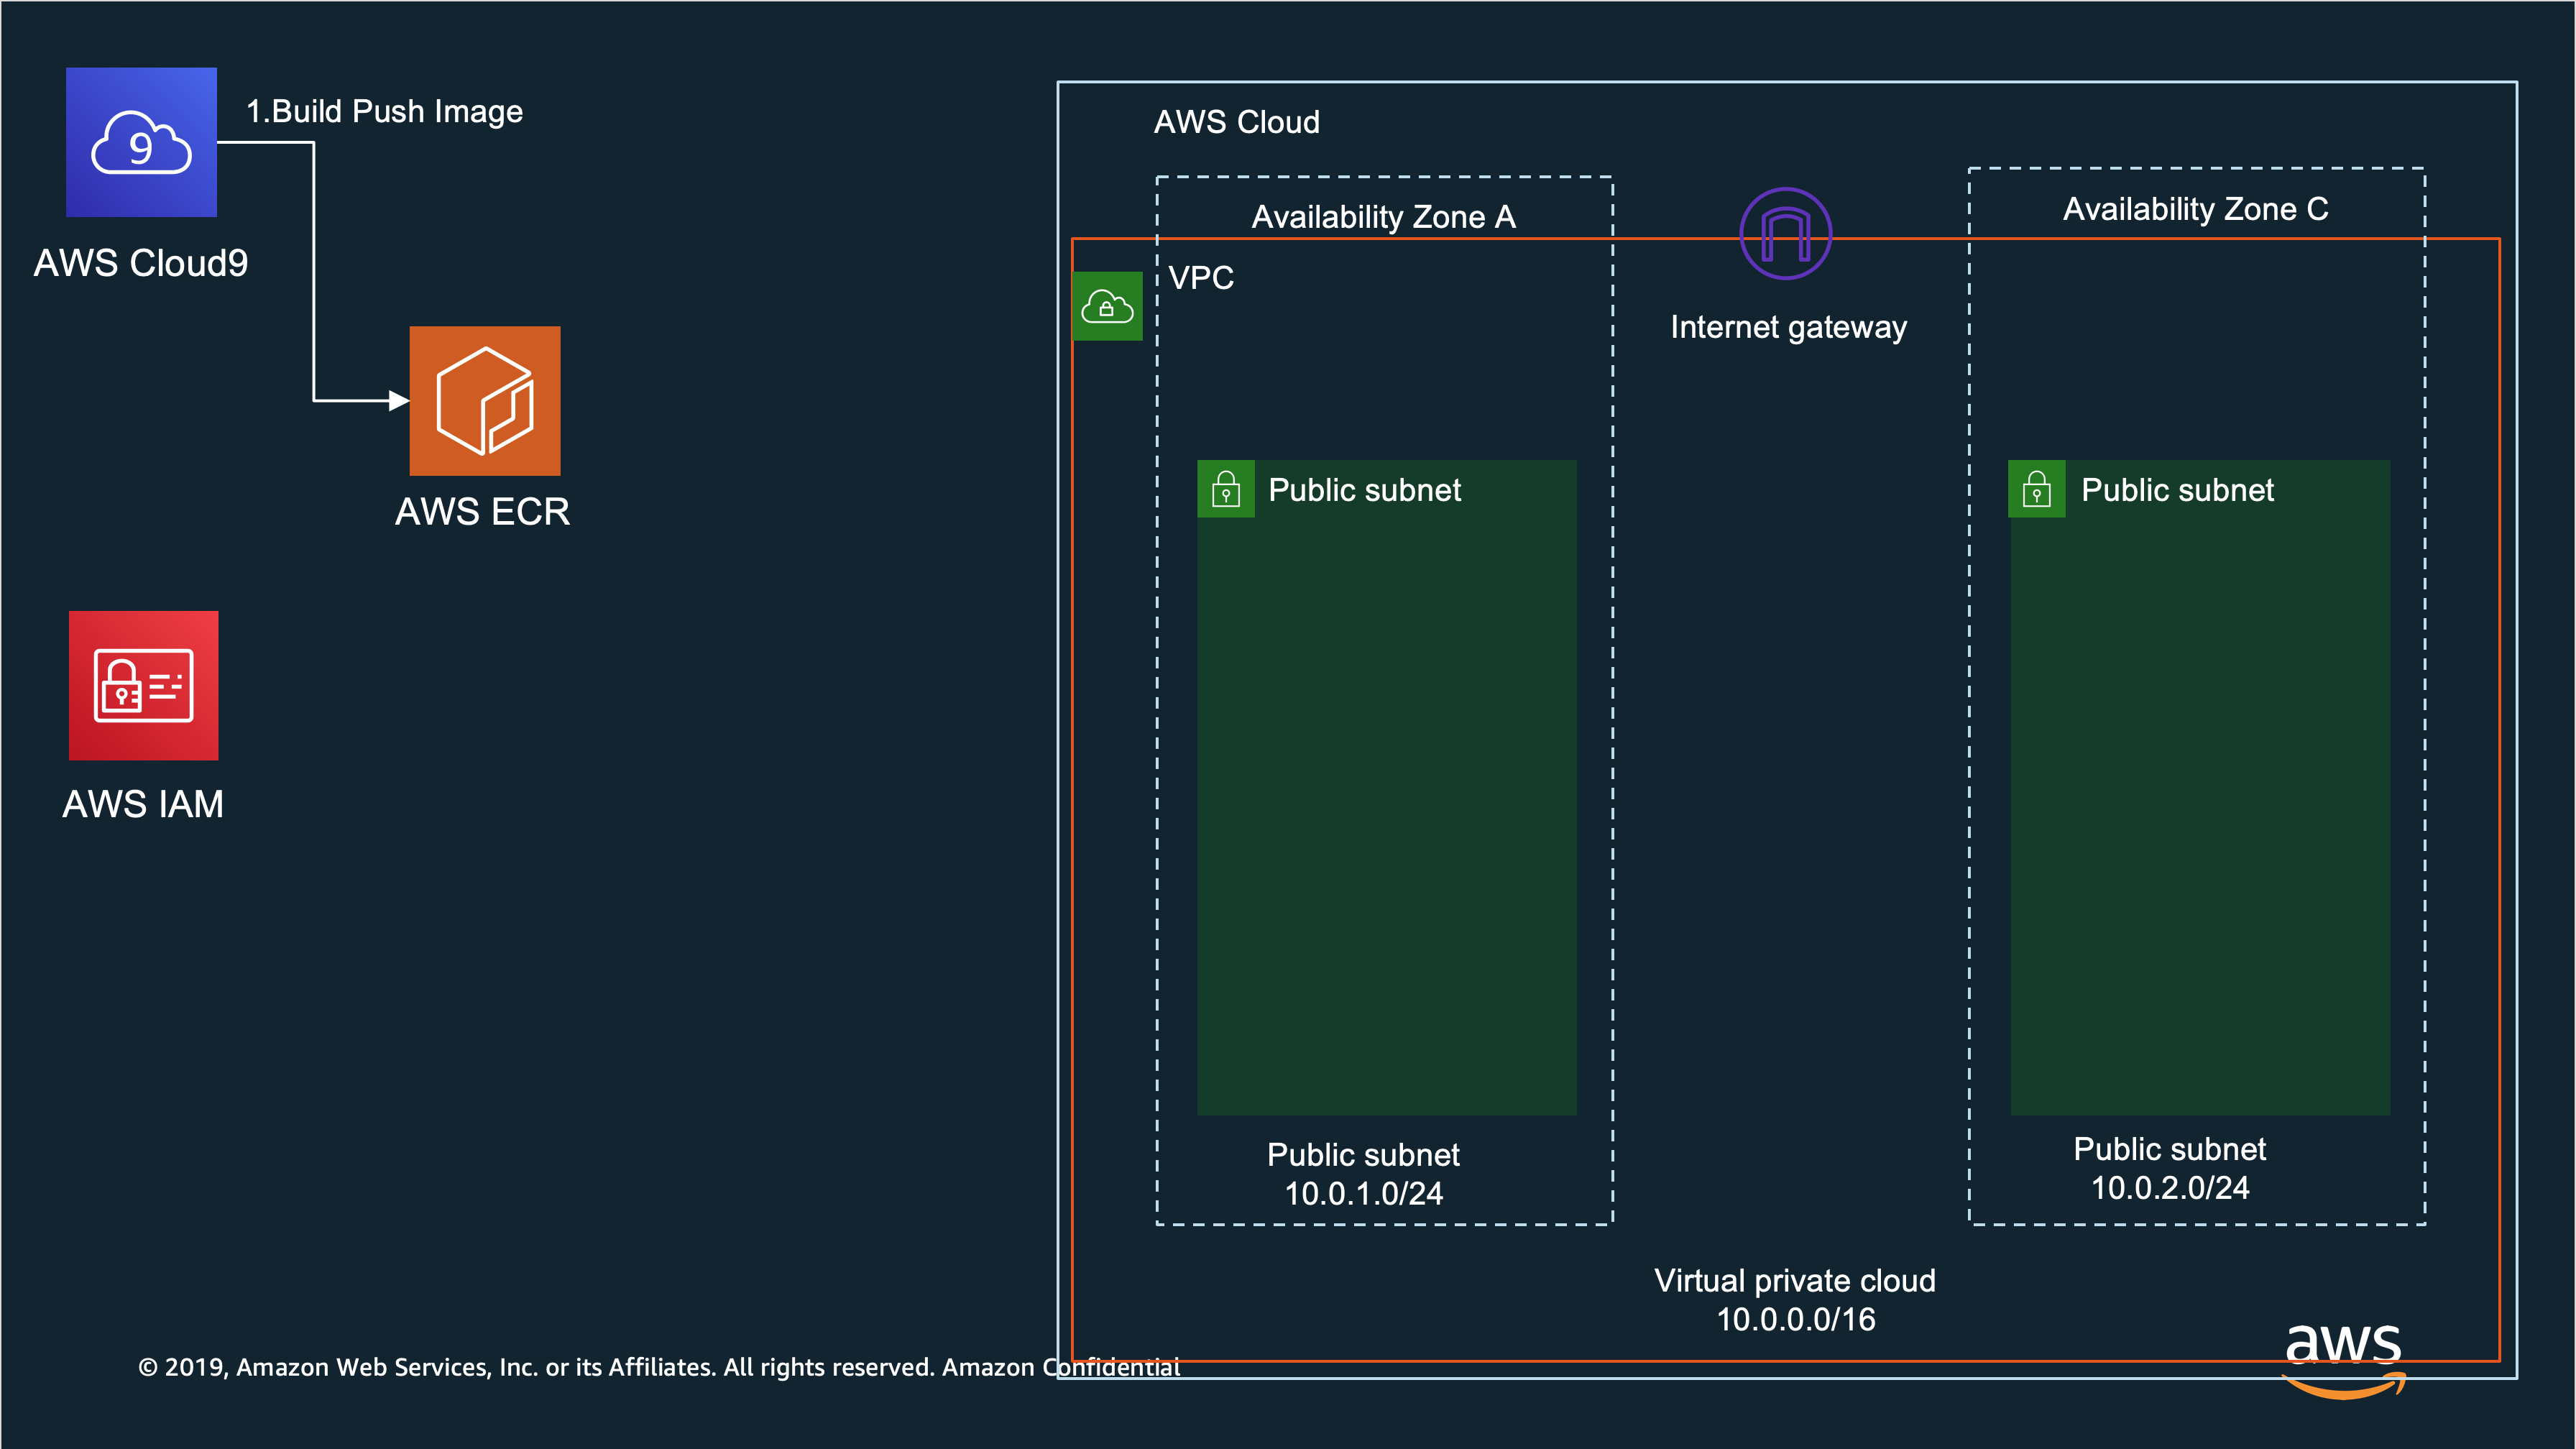 1.Build Push Image
9
AWS Cloud9
AWS ECR
AWS IAM
AWS Cloud
Availability Zone A
Availability Zone C
VPC
Internet gateway
Public subnet
Public subnet
Public subnet
10.0.1.0/24
Public subnet
10.0.2.0/24
Virtual private cloud
10.0.0.0/16
© 2019, Amazon Web Services, Inc. or its Affiliates. All rights reserved. Amazon Confidential
aws